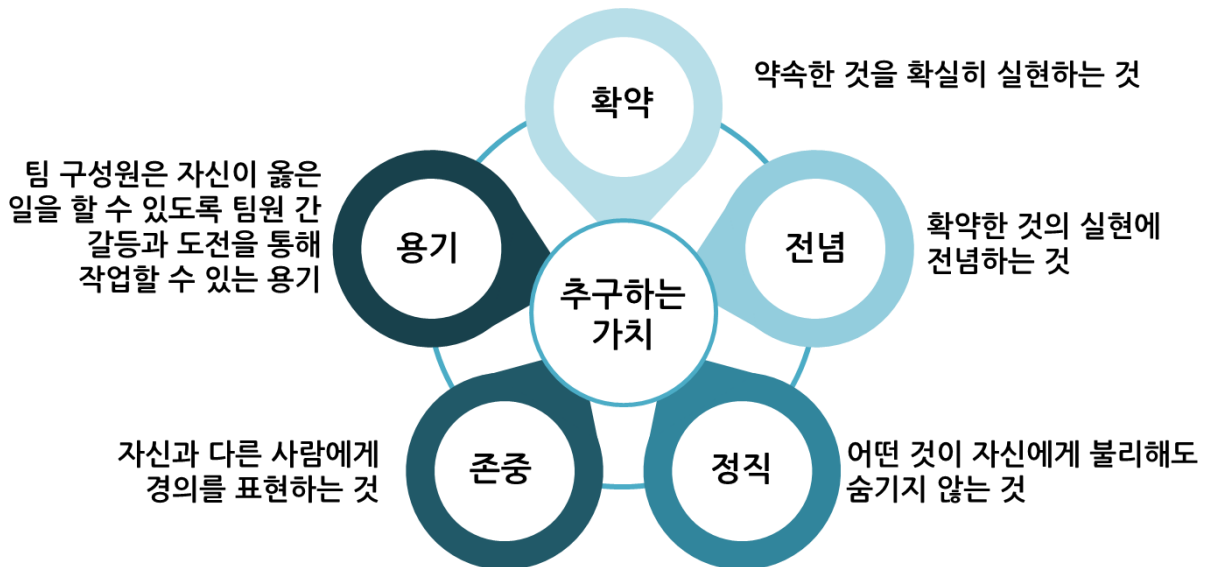 확약
약속한 것을 확실히 실현하는 것
전념
확약한 것의 실현에
전념하는 것
정직
어떤 것이 자신에게 불리해도
숨기지 않는 것
존중
자신과 다른 사람에게
경의를 표현하는 것
용기
팀 구성원은 자신이 옳은
일을 할 수 있도록 팀원 간
갈등과 도전을 통해
작업할 수 있는 용기
추구하는
가치